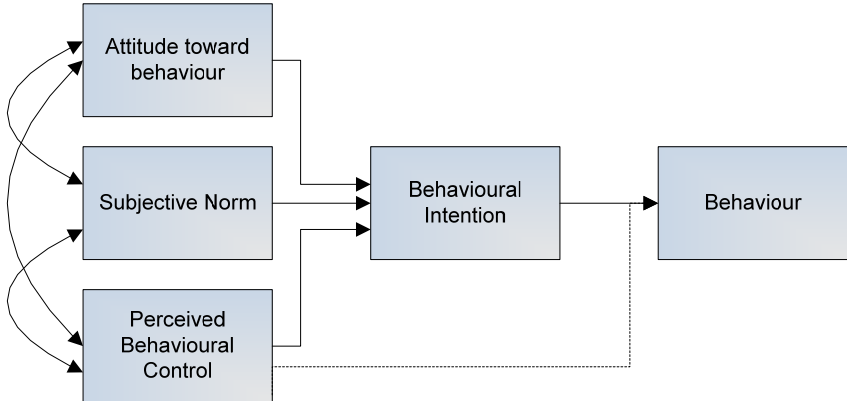 Attitude toward
behaviour
Subjective Norm
Behavioural
Intention
Behaviour
Perceived
Behavioural
Control